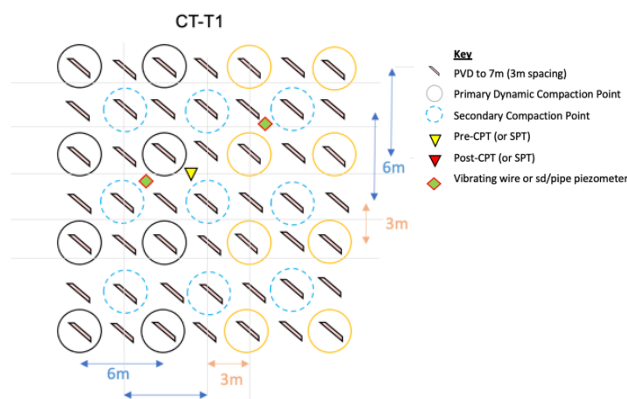 CT-T1
Key
PVD to 7m (3m spacing)
Primary Dynamic Compaction Point
Secondary Compaction Point
Pre-CPT (or SPT)
Post-CPT (or SPT)
Vibrating wire or sd/pipe piezometer
6m
3m
6m
3m